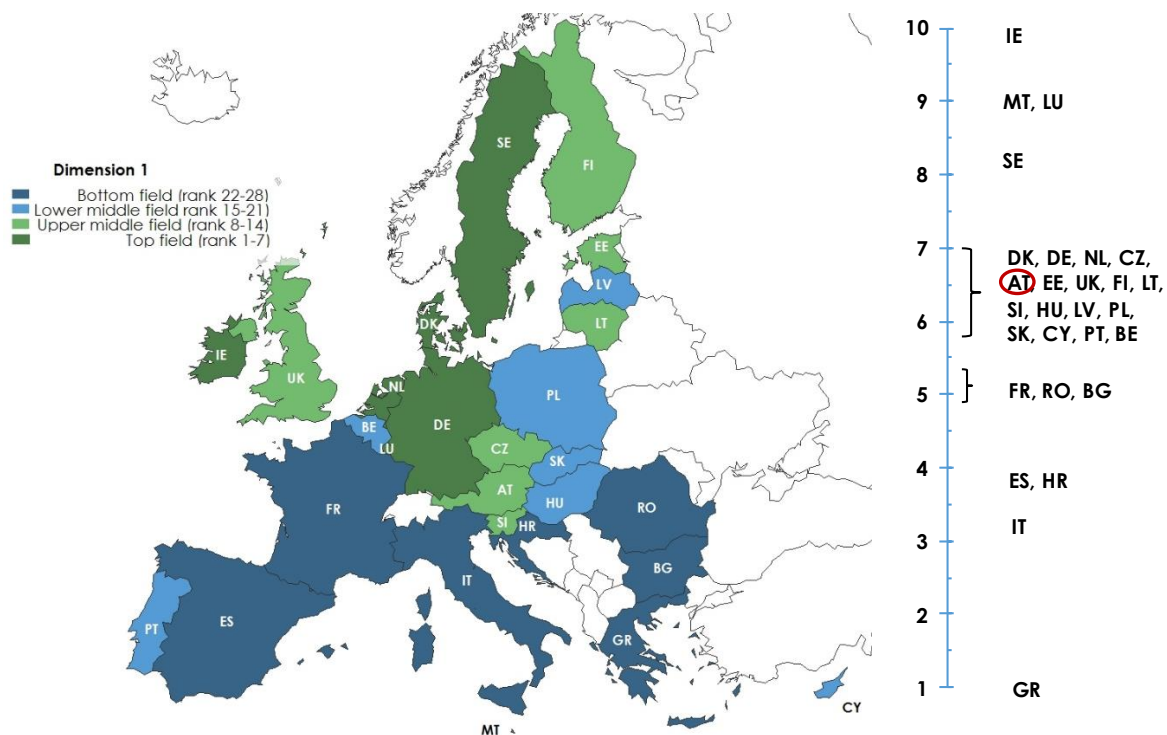 Dimension 1
Bottom field (rank 22-28)
Lower middle field rank 15-21)
Upper middle field (rank 8-14)
Top field (rank 1-7)
SE
FI
EE
LV
LT
DK
IE
UK
NL
PL
DE
BE
LU
CZ
SK
AT
HU
FR
SI
HR
RO
BG
IT
PT
ES
GR
MT
CY
10
IE
9
MT, LU
8
SE
7
DK, DE, NL, CZ,
AT, EE, UK, FI, LT,
SI, HU, LV, PL,
6
SK, CY, PT, BE
5
FR, RO, BG
4
ES, HR
3
IT
2
1
GR